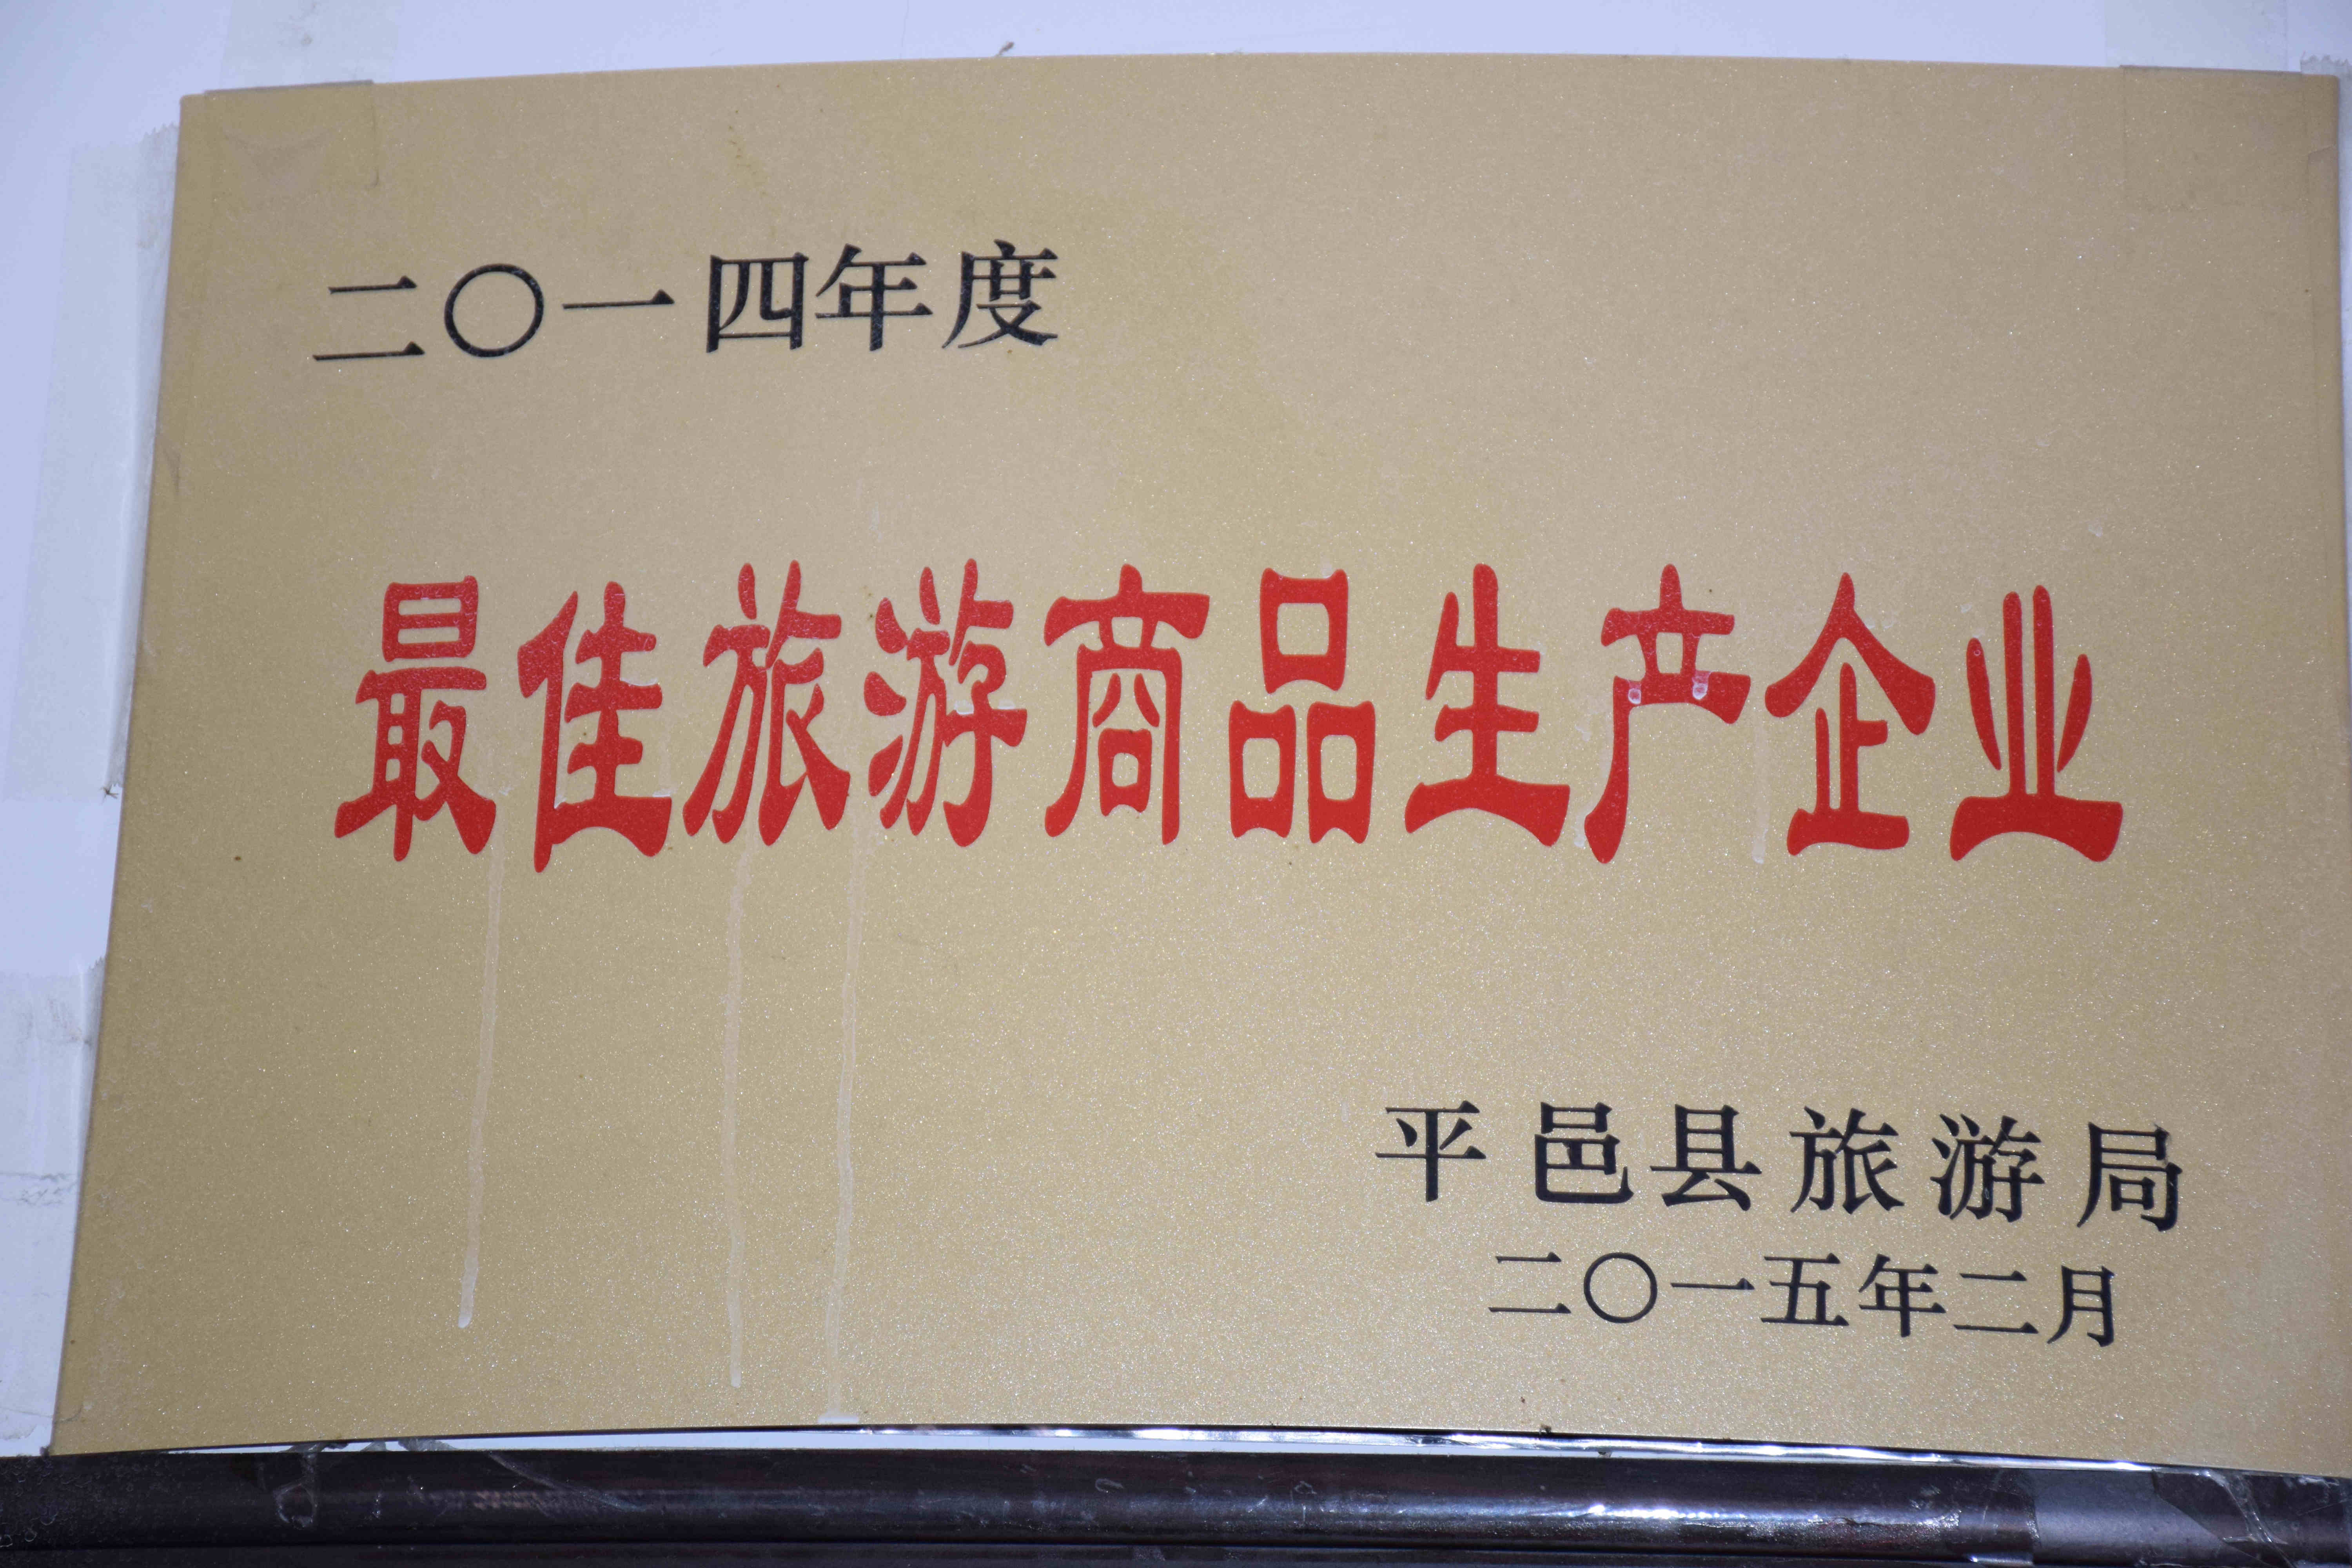 二〇一四年度
最佳旅游商品生产企业
平邑县旅游局
二〇一五年二月